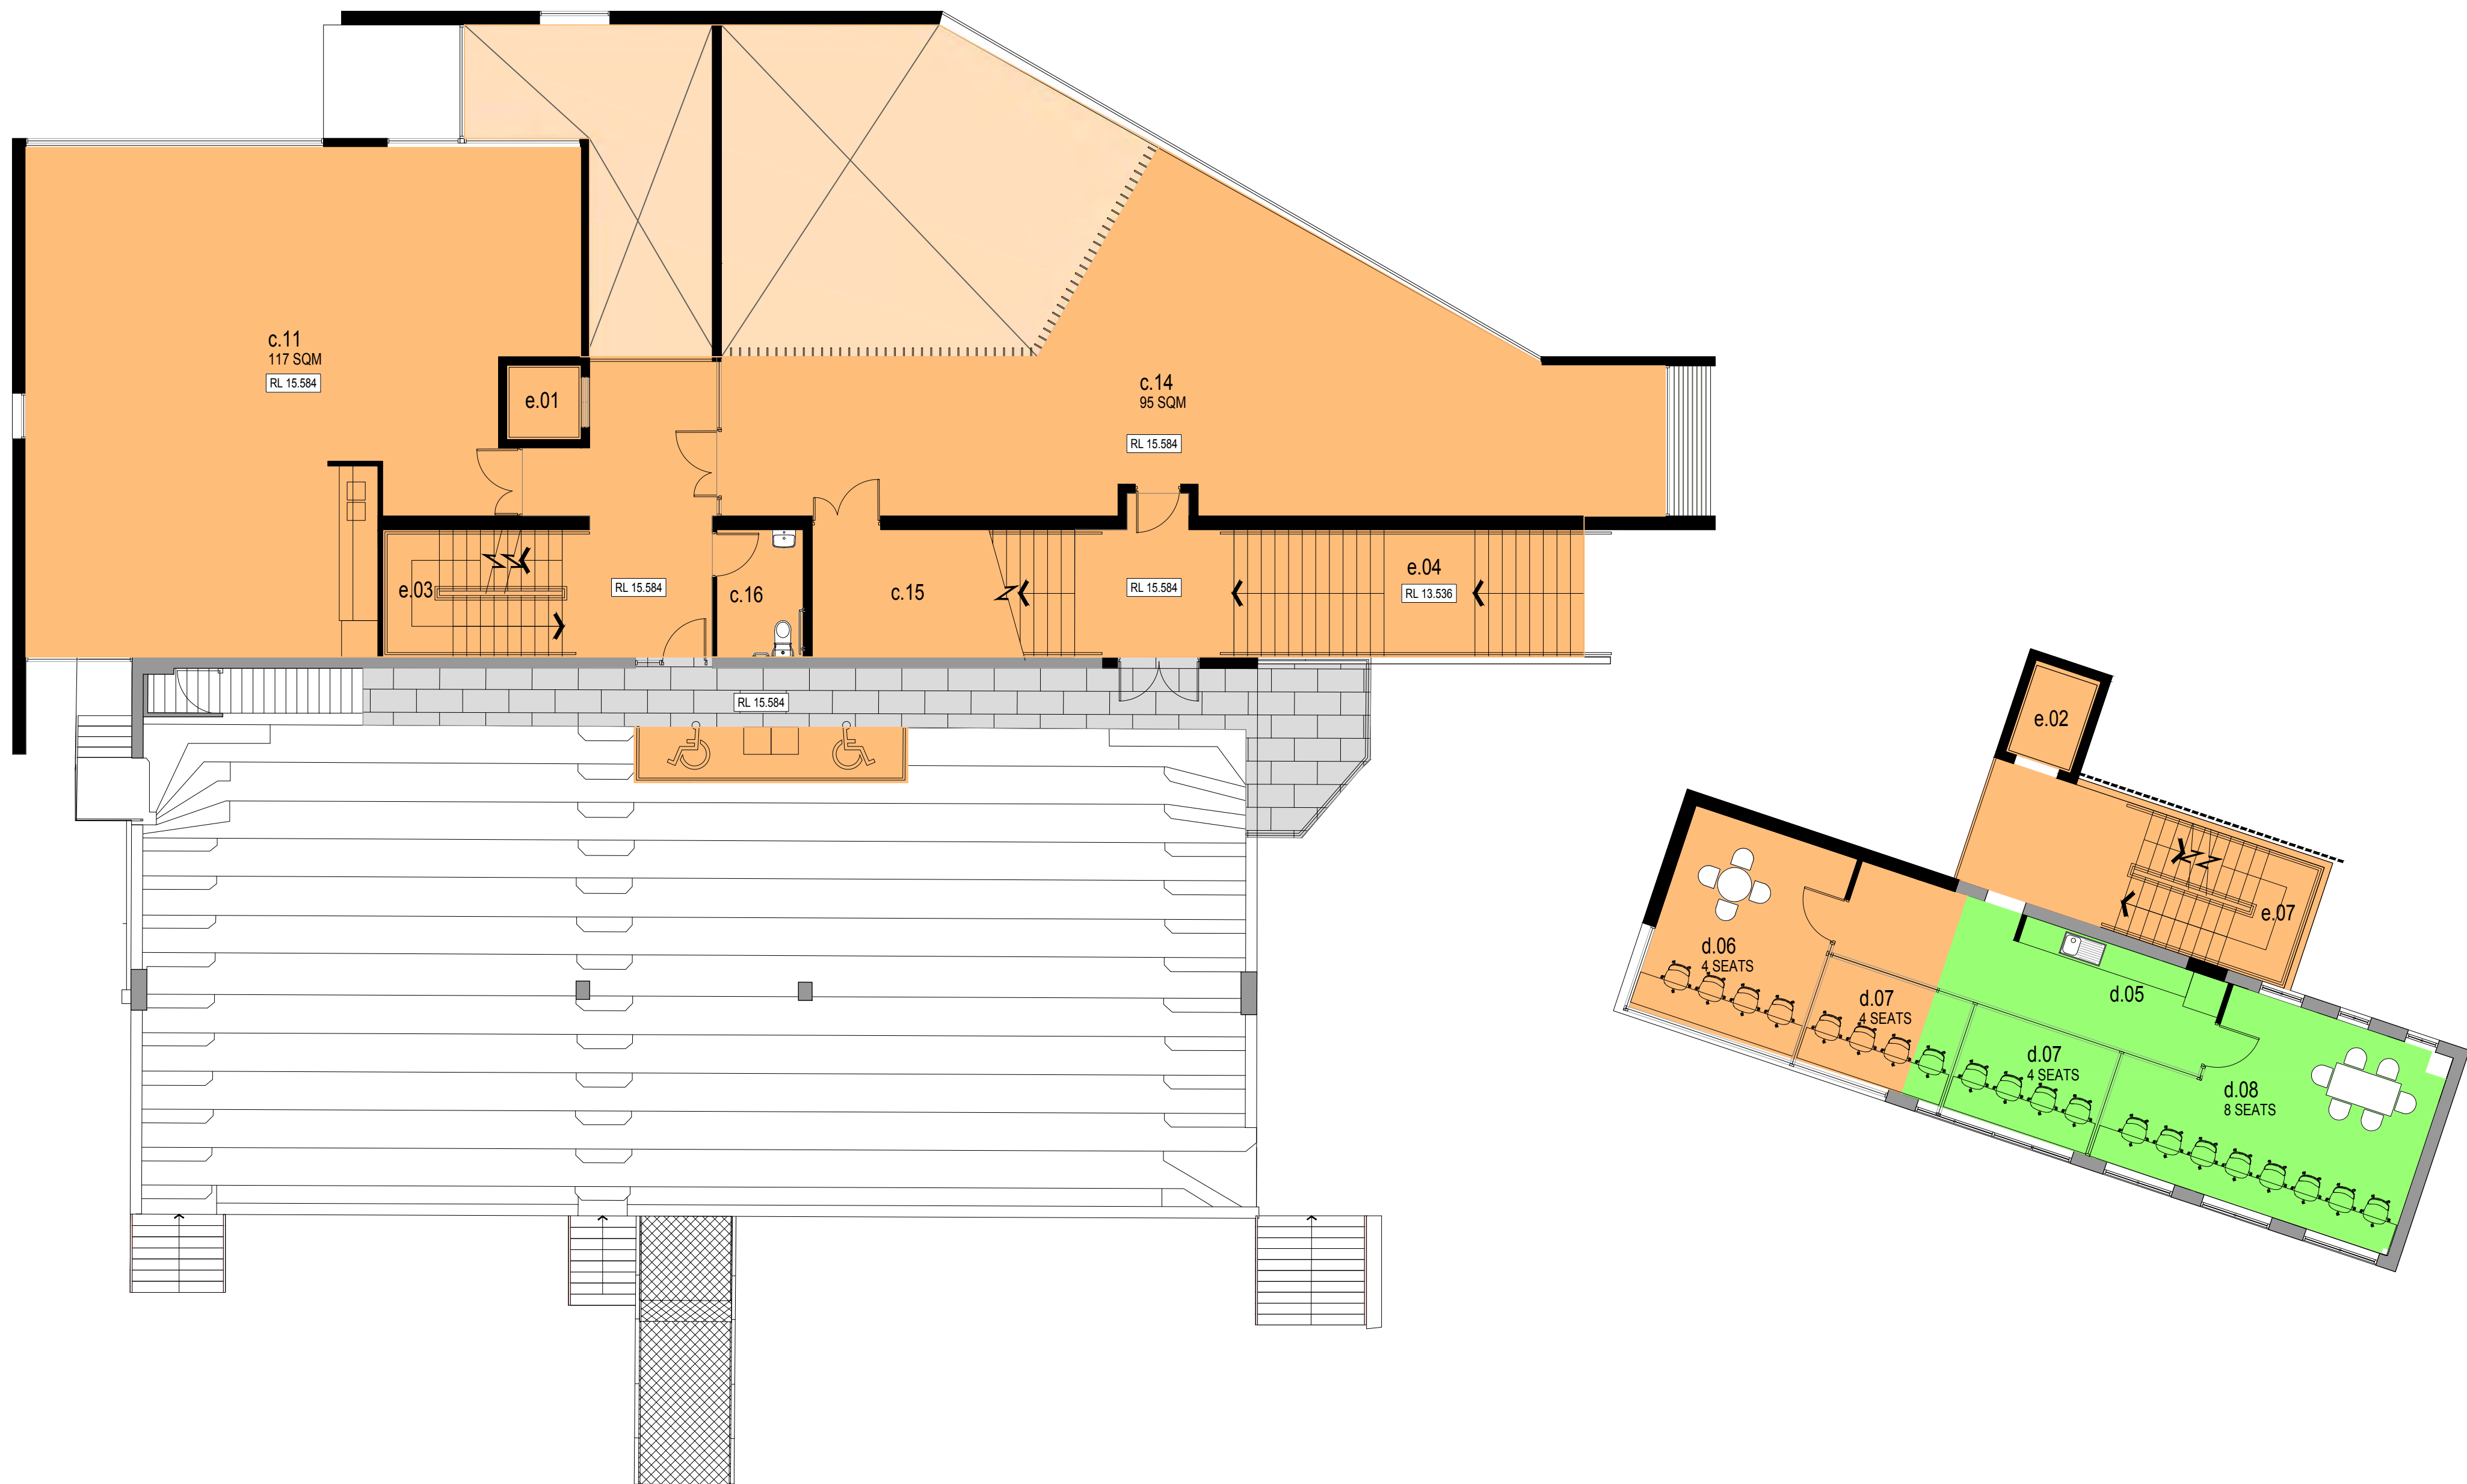 c.11
117 SQM
RL 15.584
e.01
c.14
95 SQM
RL 15.584
e.03
RL 15.584
c.16
c.15
RL 15.584
e.04
RL 13.536
RL 15.584
e.02
e.07
d.06
4 SEATS
d.07
4 SEATS
d.05
d.07
4 SEATS
d.08
8 SEATS